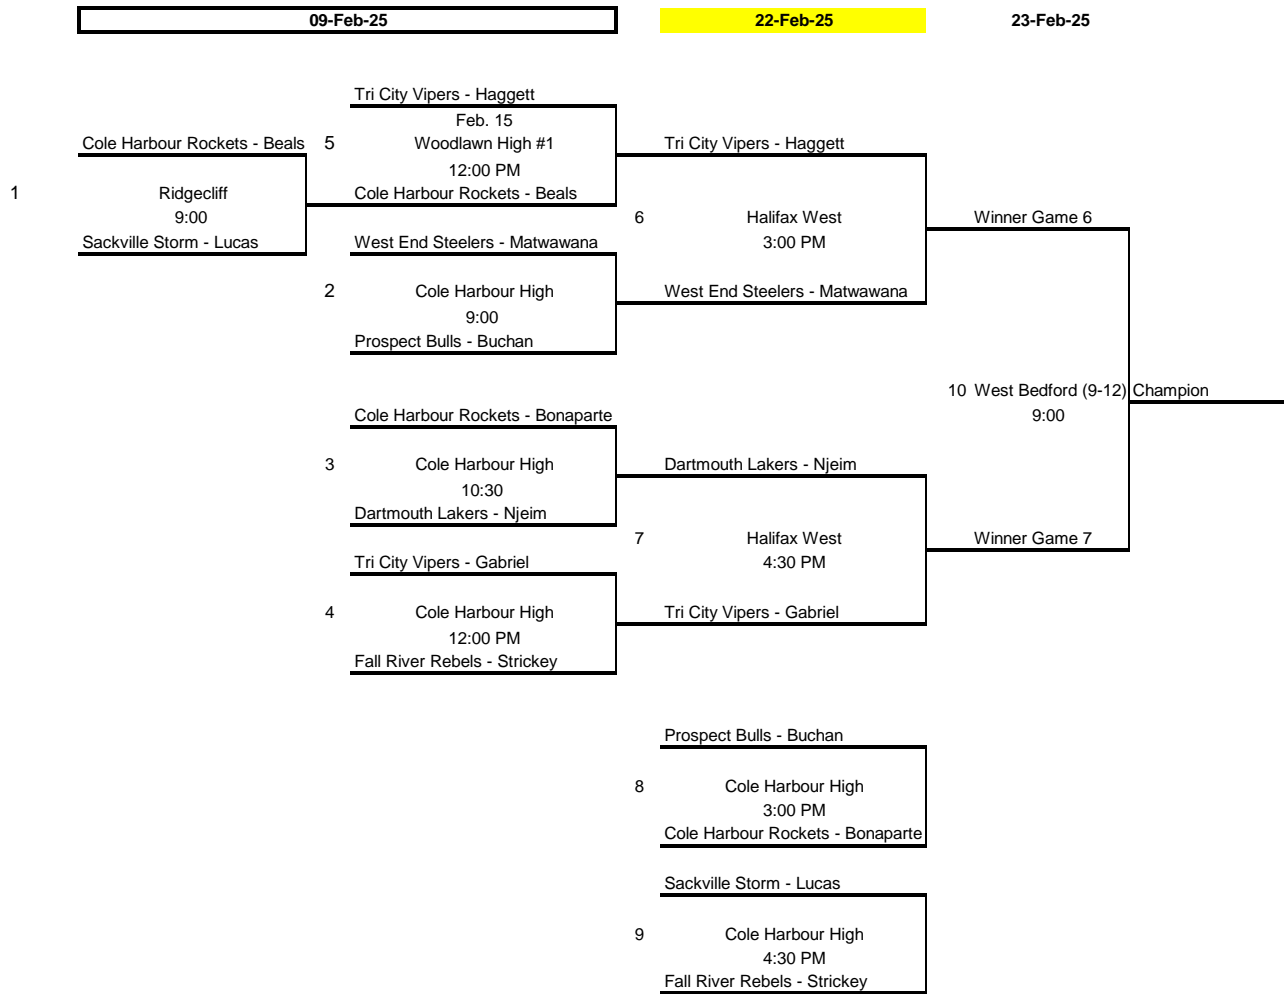 09-Feb-25 22-Feb-25 23-Feb-25
Tri City Vipers - Haggett
Feb. 15
Cole Harbour Rockets - Beals 5 Woodlawn High #1 Tri City Vipers - Haggett
12:00 PM
1 Ridgecliff Cole Harbour Rockets - Beals
9:00 6 Halifax West Winner Game 6
Sackville Storm - Lucas West End Steelers - Matwawana 3:00 PM
2 Cole Harbour High West End Steelers - Matwawana
9:00
Prospect Bulls - Buchan
10 West Bedford (9-12) Champion
Cole Harbour Rockets - Bonaparte 9:00
3 Cole Harbour High Dartmouth Lakers - Njeim
10:30
Dartmouth Lakers - Njeim
7 Halifax West Winner Game 7
Tri City Vipers - Gabriel 4:30 PM
4 Cole Harbour High Tri City Vipers - Gabriel
12:00 PM
Fall River Rebels - Strickey
Prospect Bulls - Buchan
8 Cole Harbour High
3:00 PM
Cole Harbour Rockets - Bonaparte
Sackville Storm - Lucas
9 Cole Harbour High
4:30 PM
Fall River Rebels - Strickey